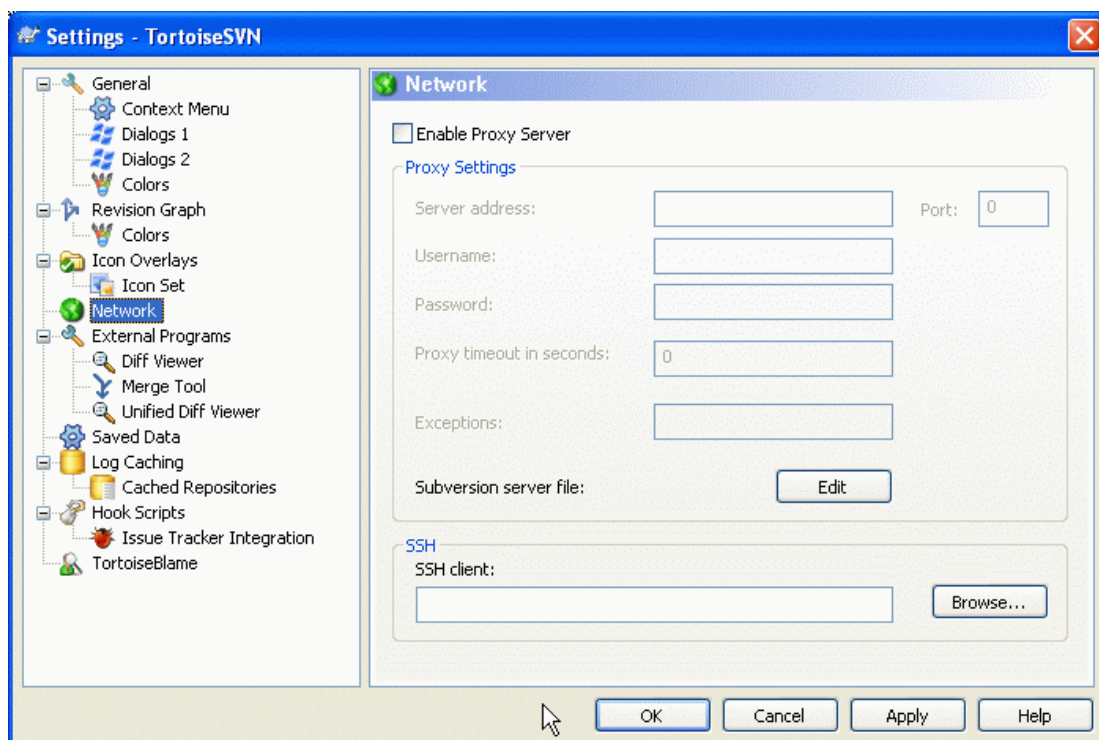 Settings - TortoiseSVN
General
Context Menu
Dialogs 1
Dialogs 2
Colors
Revision Graph
Colors
Icon Overlays
Icon Set
Network
External Programs
Diff Viewer
Merge Tool
Unified Diff Viewer
Saved Data
Log Caching
Cached Repositories
Hook Scripts
Issue Tracker Integration
TortoiseBlame
Network
Enable Proxy Server
Proxy Settings
Server address: Port: 0
Username:
Password:
Proxy timeout in seconds: 0
Exceptions:
Subversion server file: Edit
SSH
SSH client:
Browse...
OK Cancel Apply Help